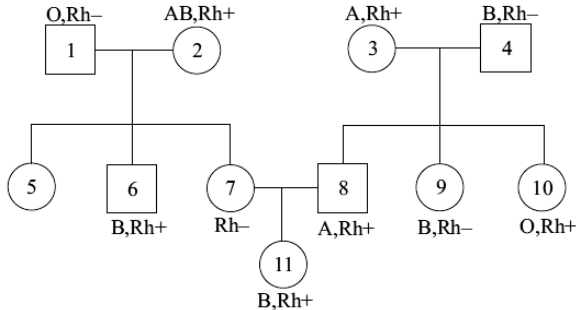 O,Rh–
AB,Rh+
A,Rh+
B,Rh–
1
2
3
4
5
6
7
8
9
10
B,Rh+
Rh–
A,Rh+
B,Rh–
O,Rh+
11
B,Rh+